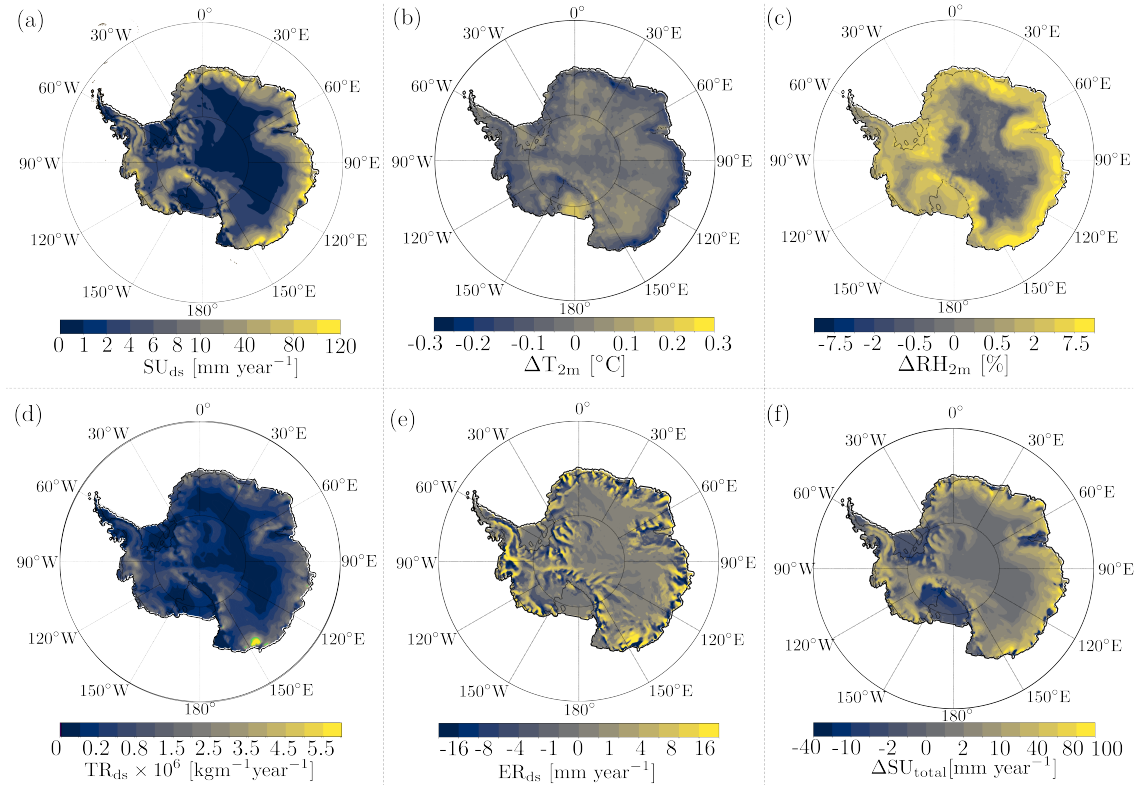 (a)
0°
30°W
30°E
60°W
60°E
90°W
90°E
120°W
120°E
150°W
150°E
180°
0 1 2 4 6 8 10 40 80 120
SU_ds [mm year⁻¹]
(b)
0°
30°W
30°E
60°W
60°E
90°W
90°E
120°W
120°E
150°W
150°E
180°
-0.3 -0.2 -0.1 0 0.1 0.2 0.3
ΔT_2m [°C]
(c)
0°
30°W
30°E
60°W
60°E
90°W
90°E
120°W
120°E
150°W
150°E
180°
-7.5 -2 -0.5 0 0.5 2 7.5
ΔRH_2m [%]
(d)
0°
30°W
30°E
60°W
60°E
90°W
90°E
120°W
120°E
150°W
150°E
180°
0 0.2 0.8 1.5 2.5 3.5 4.5 5.5
TR_ds × 10⁶ [kgm⁻¹year⁻¹]
(e)
0°
30°W
30°E
60°W
60°E
90°W
90°E
120°W
120°E
150°W
150°E
180°
-16 -8 -4 -1 0 1 4 8 16
ER_ds [mm year⁻¹]
(f)
0°
30°W
30°E
60°W
60°E
90°W
90°E
120°W
120°E
150°W
150°E
180°
-40 -10 -2 0 2 10 40 80 100
ΔSU_total[mm year⁻¹]